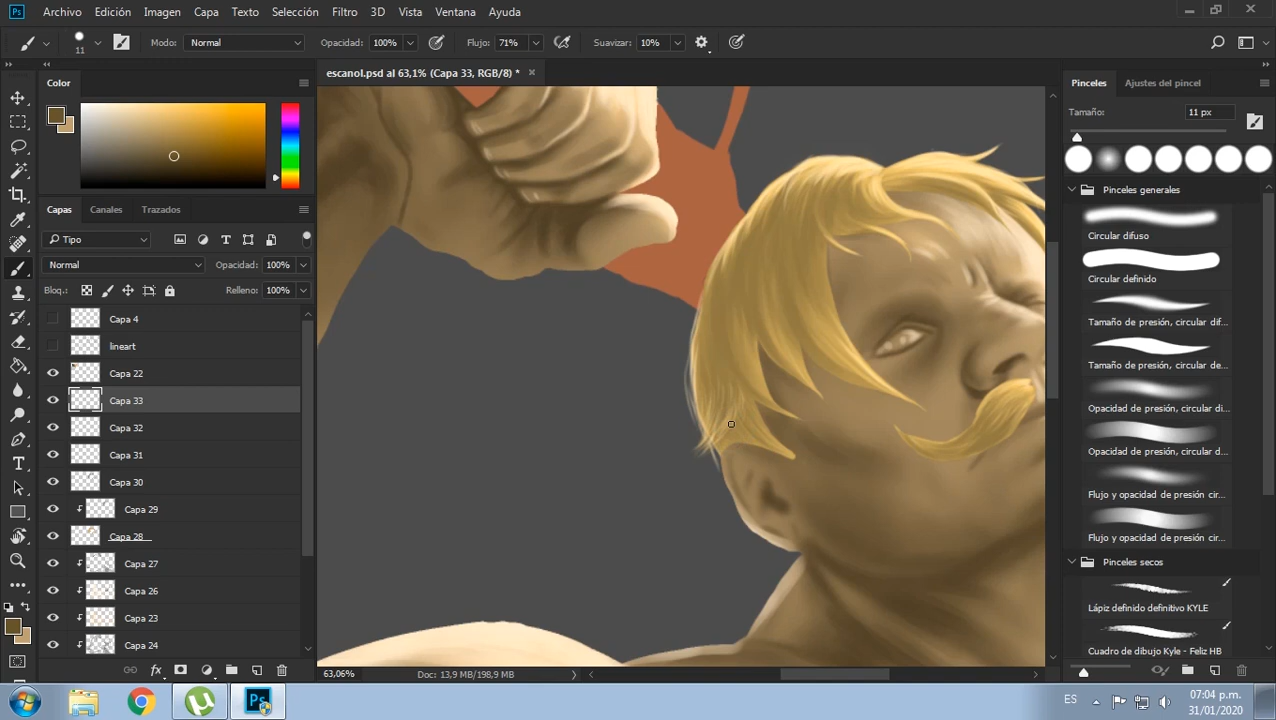 Ps Archivo Edición Imagen Capa Texto Selección Filtro 3D Vista Ventana Ayuda
11 Modo: Normal Opacidad: 100% Flujo: 71% Suavizar: 10%
Color
escanol.psd al 63,1% (Capa 33, RGB/8) *
Pinceles Ajustes del pincel
Tamaño: 11 px
Pinceles generales
Circular difuso
Circular definido
Tamaño de presión, circular dif...
Tamaño de presión, circular de...
Opacidad de presión, circular di...
Opacidad de presión, circular di...
Flujo y opacidad de presión cir...
Flujo y opacidad de presión cir...
Pinceles secos
Lápiz definido definitivo KYLE
Cuadro de dibujo Kyle - Feliz HB
Capas Canales Trazados
Tipo
Normal Opacidad: 100%
Bloq.: Relleno: 100%
Capa 4
lineart
Capa 22
Capa 33
Capa 32
Capa 31
Capa 30
Capa 29
Capa 28
Capa 27
Capa 26
Capa 23
Capa 24
fx
63,06% Doc: 13,9 MB/198,9 MB
Ps
ES
07:04 p.m.
31/01/2020